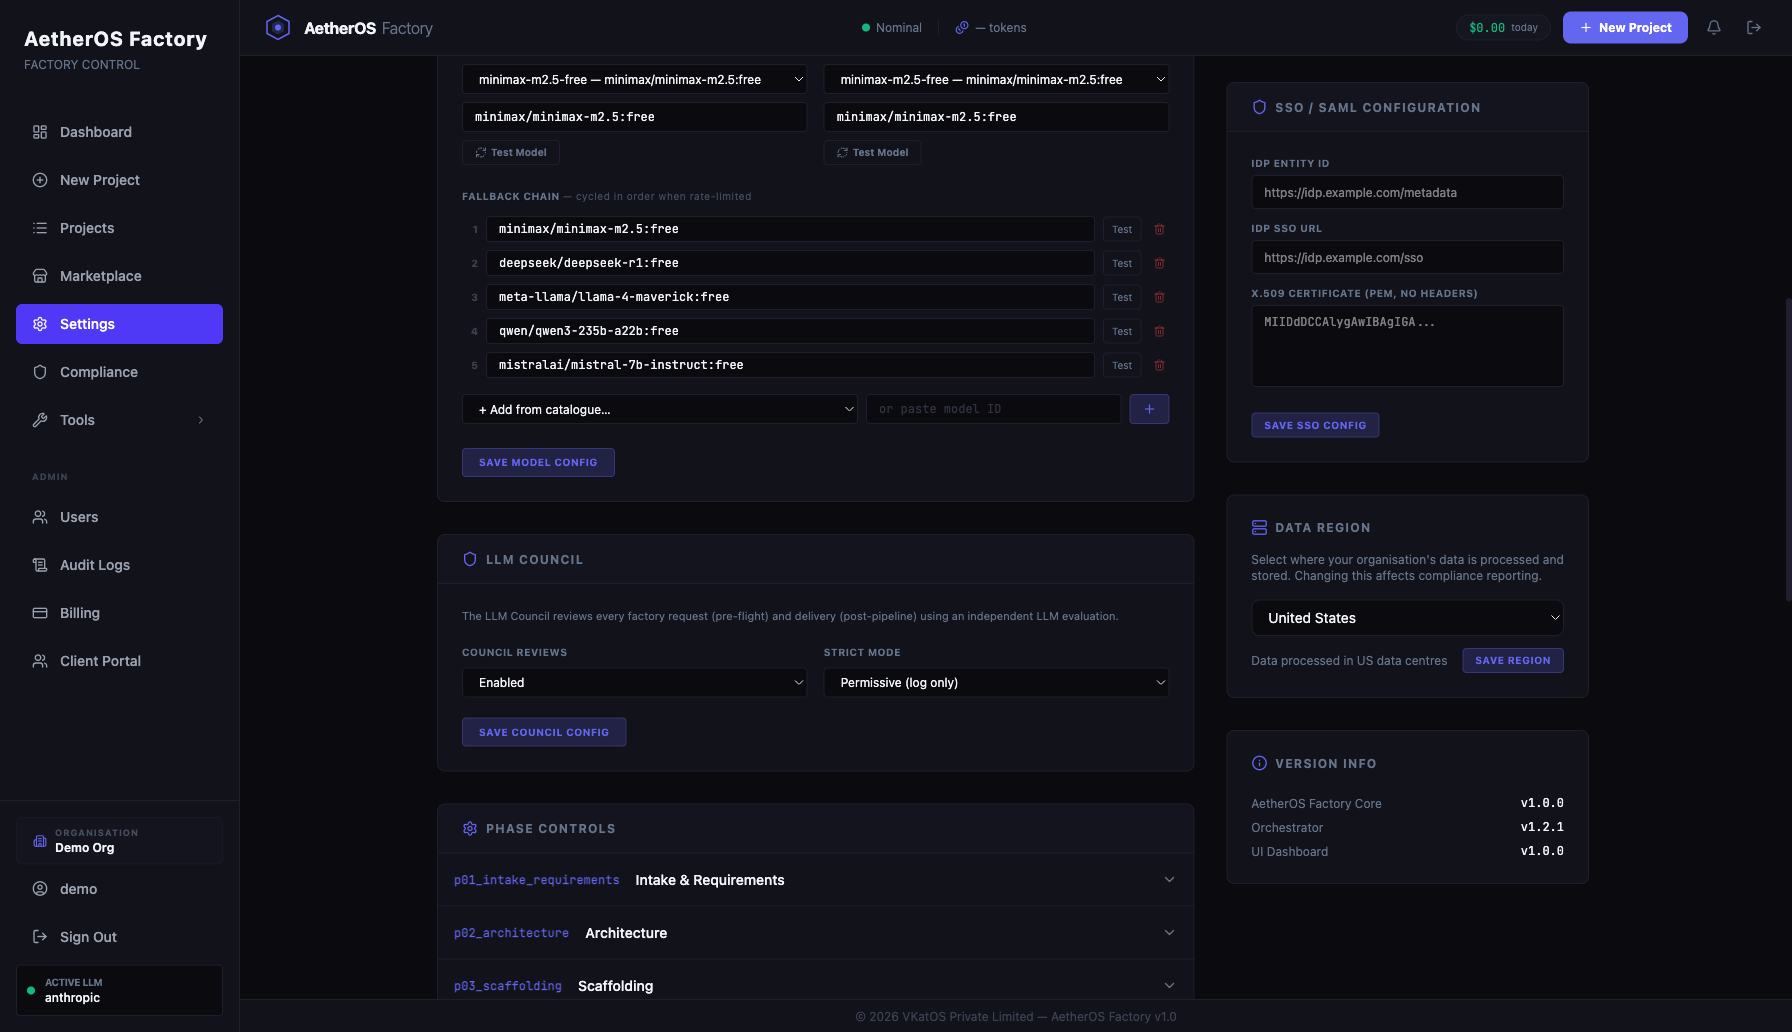 AetherOS Factory
FACTORY CONTROL
Dashboard
New Project
Projects
Marketplace
Settings
Compliance
Tools
ADMIN
Users
Audit Logs
Billing
Client Portal
ORGANISATION
Demo Org
demo
Sign Out
ACTIVE LLM
anthropic
AetherOS Factory
Nominal
— tokens
$0.00 today
+ New Project
minimax-m2.5-free — minimax/minimax-m2.5:free
minimax-m2.5-free — minimax/minimax-m2.5:free
minimax/minimax-m2.5:free
minimax/minimax-m2.5:free
Test Model
Test Model
FALLBACK CHAIN — cycled in order when rate-limited
1 minimax/minimax-m2.5:free Test
2 deepseek/deepseek-r1:free Test
3 meta-llama/llama-4-maverick:free Test
4 qwen/qwen3-235b-a22b:free Test
5 mistralai/mistral-7b-instruct:free Test
+ Add from catalogue... or paste model ID +
SAVE MODEL CONFIG
LLM COUNCIL
The LLM Council reviews every factory request (pre-flight) and delivery (post-pipeline) using an independent LLM evaluation.
COUNCIL REVIEWS
Enabled
STRICT MODE
Permissive (log only)
SAVE COUNCIL CONFIG
PHASE CONTROLS
p01_intake_requirements Intake & Requirements
p02_architecture Architecture
p03_scaffolding Scaffolding
SSO / SAML CONFIGURATION
IDP ENTITY ID
https://idp.example.com/metadata
IDP SSO URL
https://idp.example.com/sso
X.509 CERTIFICATE (PEM, NO HEADERS)
MIIDdDCCAlygAwIBAgIGA...
SAVE SSO CONFIG
DATA REGION
Select where your organisation's data is processed and
stored. Changing this affects compliance reporting.
United States
Data processed in US data centres
SAVE REGION
VERSION INFO
AetherOS Factory Core v1.0.0
Orchestrator v1.2.1
UI Dashboard v1.0.0
© 2026 VKatOS Private Limited — AetherOS Factory v1.0